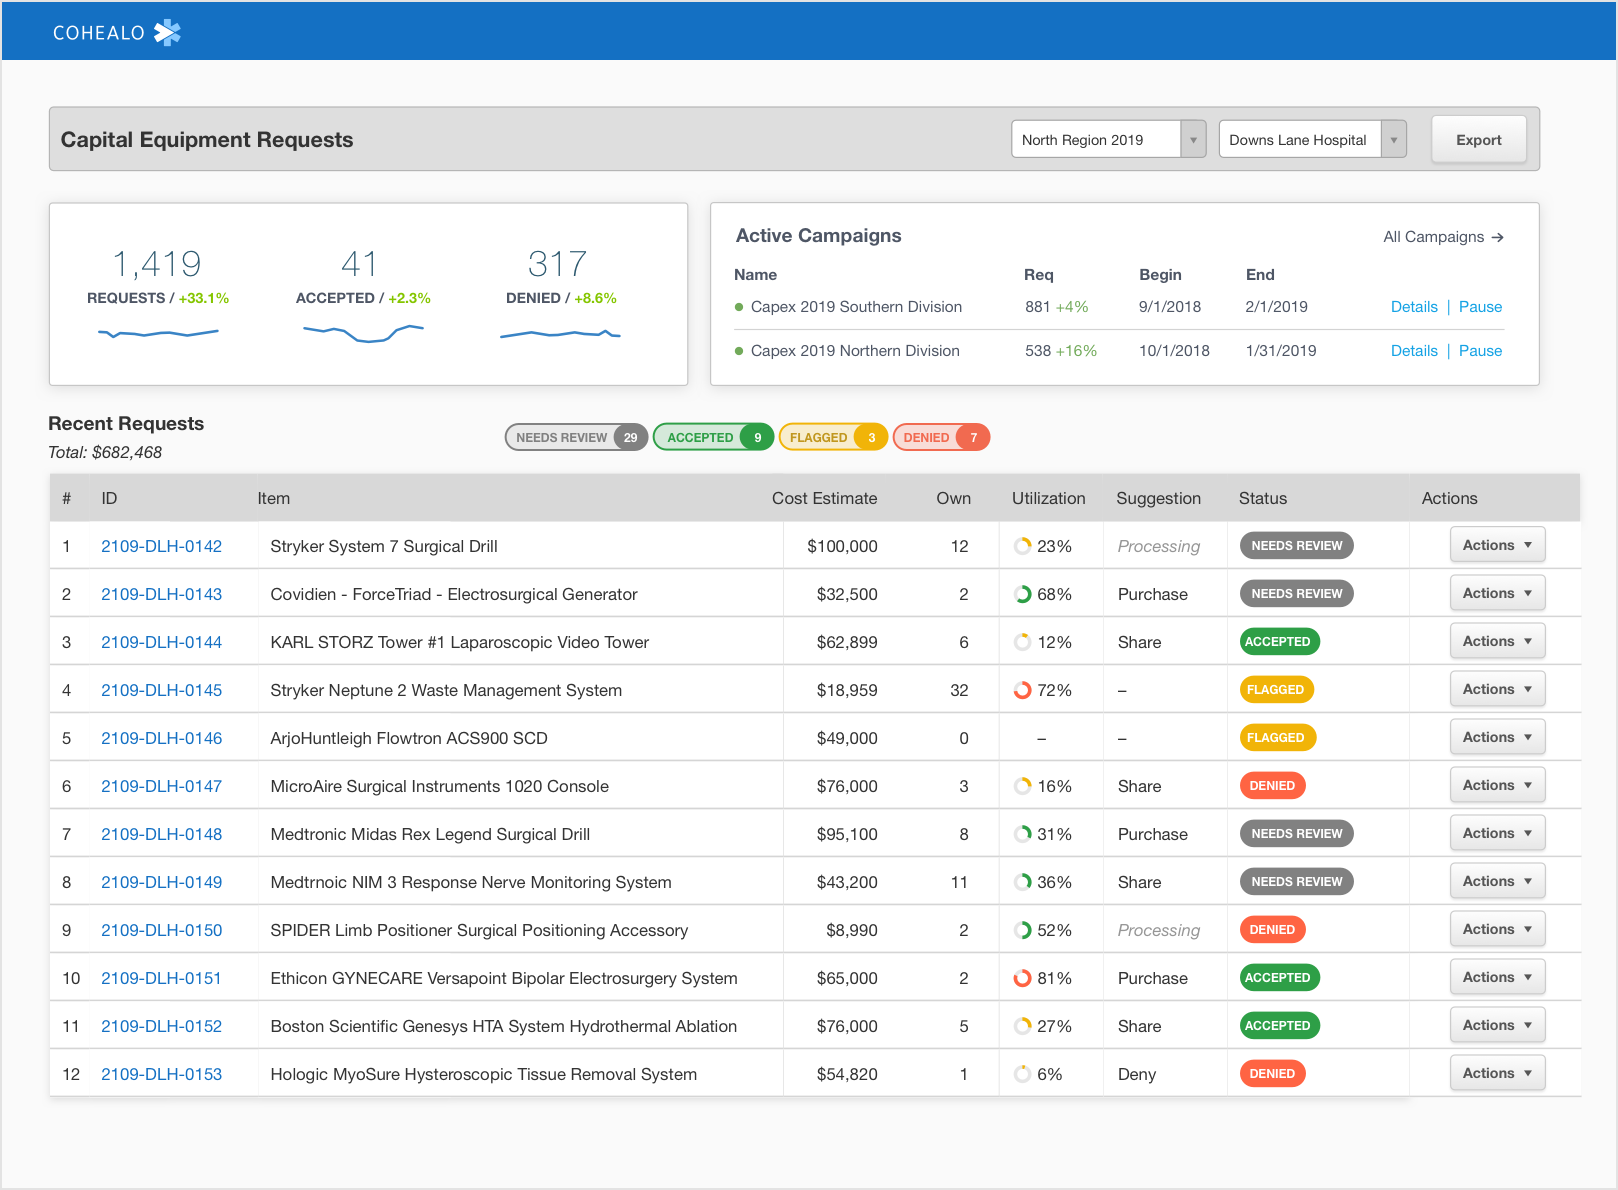 COHEALO
Capital Equipment Requests
North Region 2019 Downs Lane Hospital Export
1,419 41 317
REQUESTS / +33.1% ACCEPTED / +2.3% DENIED / +8.6%
Active Campaigns All Campaigns →
Name Req Begin End
Capex 2019 Southern Division 881 +4% 9/1/2018 2/1/2019 Details | Pause
Capex 2019 Northern Division 538 +16% 10/1/2018 1/31/2019 Details | Pause
Recent Requests
Total: $682,468
NEEDS REVIEW 29 ACCEPTED 9 FLAGGED 3 DENIED 7
# ID Item Cost Estimate Own Utilization Suggestion Status Actions
1 2109-DLH-0142 Stryker System 7 Surgical Drill $100,000 12 23% Processing NEEDS REVIEW Actions
2 2109-DLH-0143 Covidien - ForceTriad - Electrosurgical Generator $32,500 2 68% Purchase NEEDS REVIEW Actions
3 2109-DLH-0144 KARL STORZ Tower #1 Laparoscopic Video Tower $62,899 6 12% Share ACCEPTED Actions
4 2109-DLH-0145 Stryker Neptune 2 Waste Management System $18,959 32 72% – FLAGGED Actions
5 2109-DLH-0146 ArjoHuntleigh Flowtron ACS900 SCD $49,000 0 – – FLAGGED Actions
6 2109-DLH-0147 MicroAire Surgical Instruments 1020 Console $76,000 3 16% Share DENIED Actions
7 2109-DLH-0148 Medtronic Midas Rex Legend Surgical Drill $95,100 8 31% Purchase NEEDS REVIEW Actions
8 2109-DLH-0149 Medtrnoic NIM 3 Response Nerve Monitoring System $43,200 11 36% Share NEEDS REVIEW Actions
9 2109-DLH-0150 SPIDER Limb Positioner Surgical Positioning Accessory $8,990 2 52% Processing DENIED Actions
10 2109-DLH-0151 Ethicon GYNECARE Versapoint Bipolar Electrosurgery System $65,000 2 81% Purchase ACCEPTED Actions
11 2109-DLH-0152 Boston Scientific Genesys HTA System Hydrothermal Ablation $76,000 5 27% Share ACCEPTED Actions
12 2109-DLH-0153 Hologic MyoSure Hysteroscopic Tissue Removal System $54,820 1 6% Deny DENIED Actions